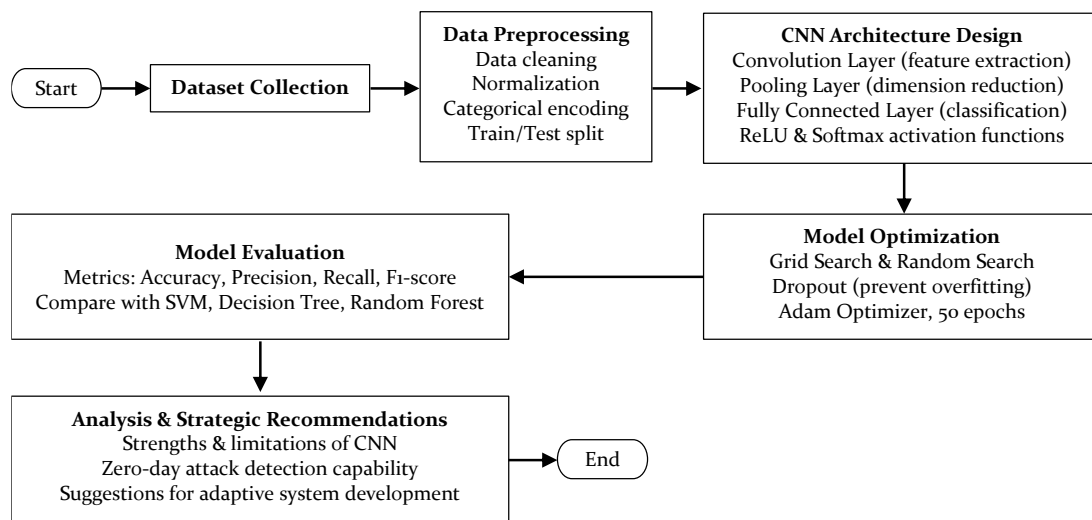 Start
Dataset Collection
Data Preprocessing
Data cleaning
Normalization
Categorical encoding
Train/Test split
CNN Architecture Design
Convolution Layer (feature extraction)
Pooling Layer (dimension reduction)
Fully Connected Layer (classification)
ReLU & Softmax activation functions
Model Optimization
Grid Search & Random Search
Dropout (prevent overfitting)
Adam Optimizer, 50 epochs
Model Evaluation
Metrics: Accuracy, Precision, Recall, F1-score
Compare with SVM, Decision Tree, Random Forest
Analysis & Strategic Recommendations
Strengths & limitations of CNN
Zero-day attack detection capability
Suggestions for adaptive system development
End